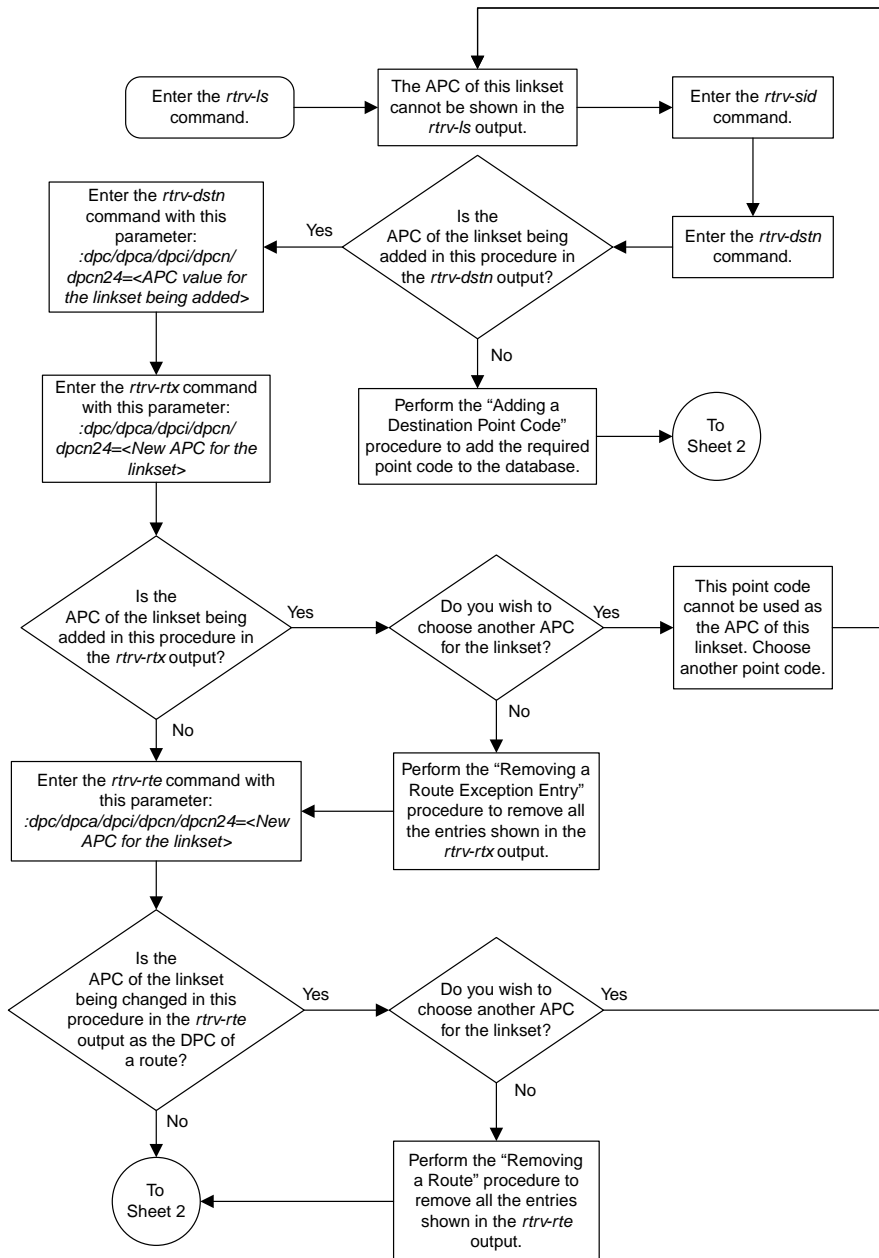 Enter the rtrv-ls
command.
The APC of this linkset
cannot be shown in the
rtrv-ls output.
Enter the rtrv-sid
command.
Enter the rtrv-dstn
command.
Is the
APC of the linkset being
added in this procedure in
the rtrv-dstn output?
Yes
No
Enter the rtrv-dstn
command with this
parameter:
:dpc/dpca/dpci/dpcn/
dpcn24=<APC value for
the linkset being added>
Perform the “Adding a
Destination Point Code”
procedure to add the required
point code to the database.
To
Sheet 2
Enter the rtrv-rtx command
with this parameter:
:dpc/dpca/dpci/dpcn/
dpcn24=<New APC for the
linkset>
Is the
APC of the linkset being
added in this procedure in
the rtrv-rtx output?
Yes
No
Do you wish to
choose another APC
for the linkset?
Yes
No
This point code
cannot be used as
the APC of this
linkset. Choose
another point code.
Perform the “Removing a
Route Exception Entry”
procedure to remove all
the entries shown in the
rtrv-rtx output.
Enter the rtrv-rte command with
this parameter:
:dpc/dpca/dpci/dpcn/dpcn24=<New
APC for the linkset>
Is the
APC of the linkset
being changed in this
procedure in the rtrv-rte
output as the DPC of
a route?
Yes
No
Do you wish to
choose another APC
for the linkset?
Yes
No
Perform the “Removing
a Route” procedure to
remove all the entries
shown in the rtrv-rte
output.
To
Sheet 2